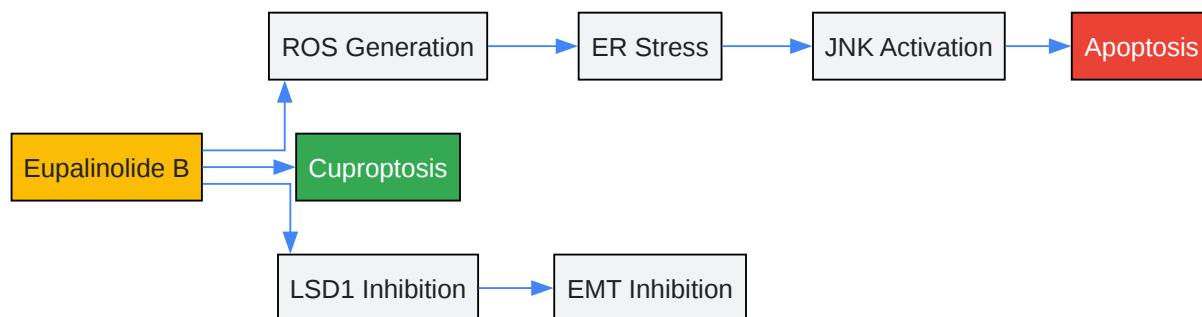 ROS Generation
ER Stress
JNK Activation
Apoptosis
Eupalinolide B
Cuproptosis
LSD1 Inhibition
EMT Inhibition